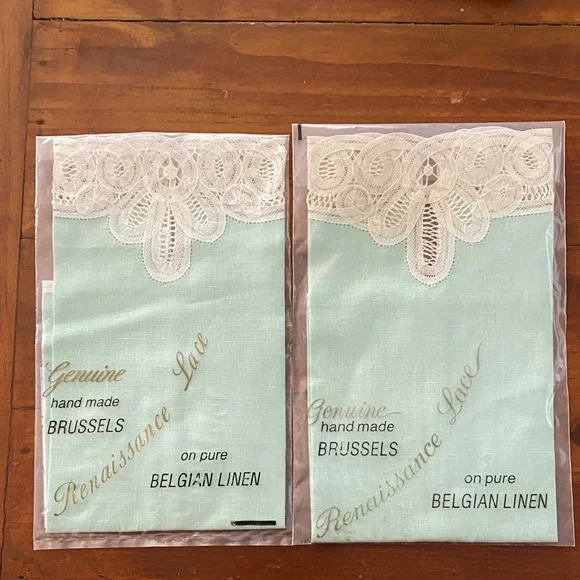 Genuine
hand made
BRUSSELS
Renaissance Lace
on pure
BELGIAN LINEN
Genuine
hand made
BRUSSELS
Renaissance Lace
on pure
BELGIAN LINEN